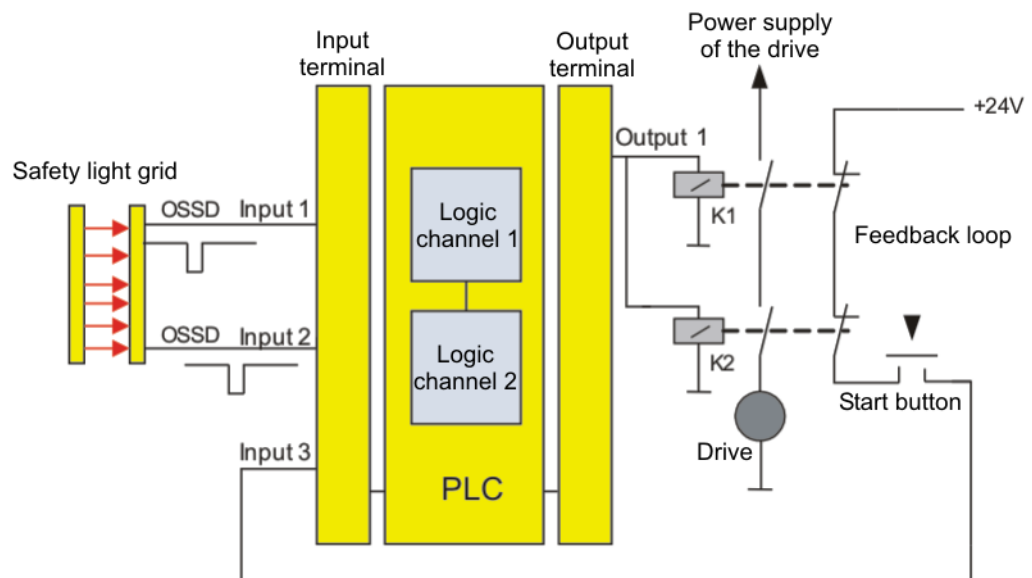 Power supply
of the drive
Input
terminal
Output
terminal
+24V
Output 1
Safety light grid
OSSD
Input 1
K1
Logic
channel 1
Feedback loop
OSSD
Input 2
Logic
channel 2
K2
Start button
Input 3
Drive
PLC